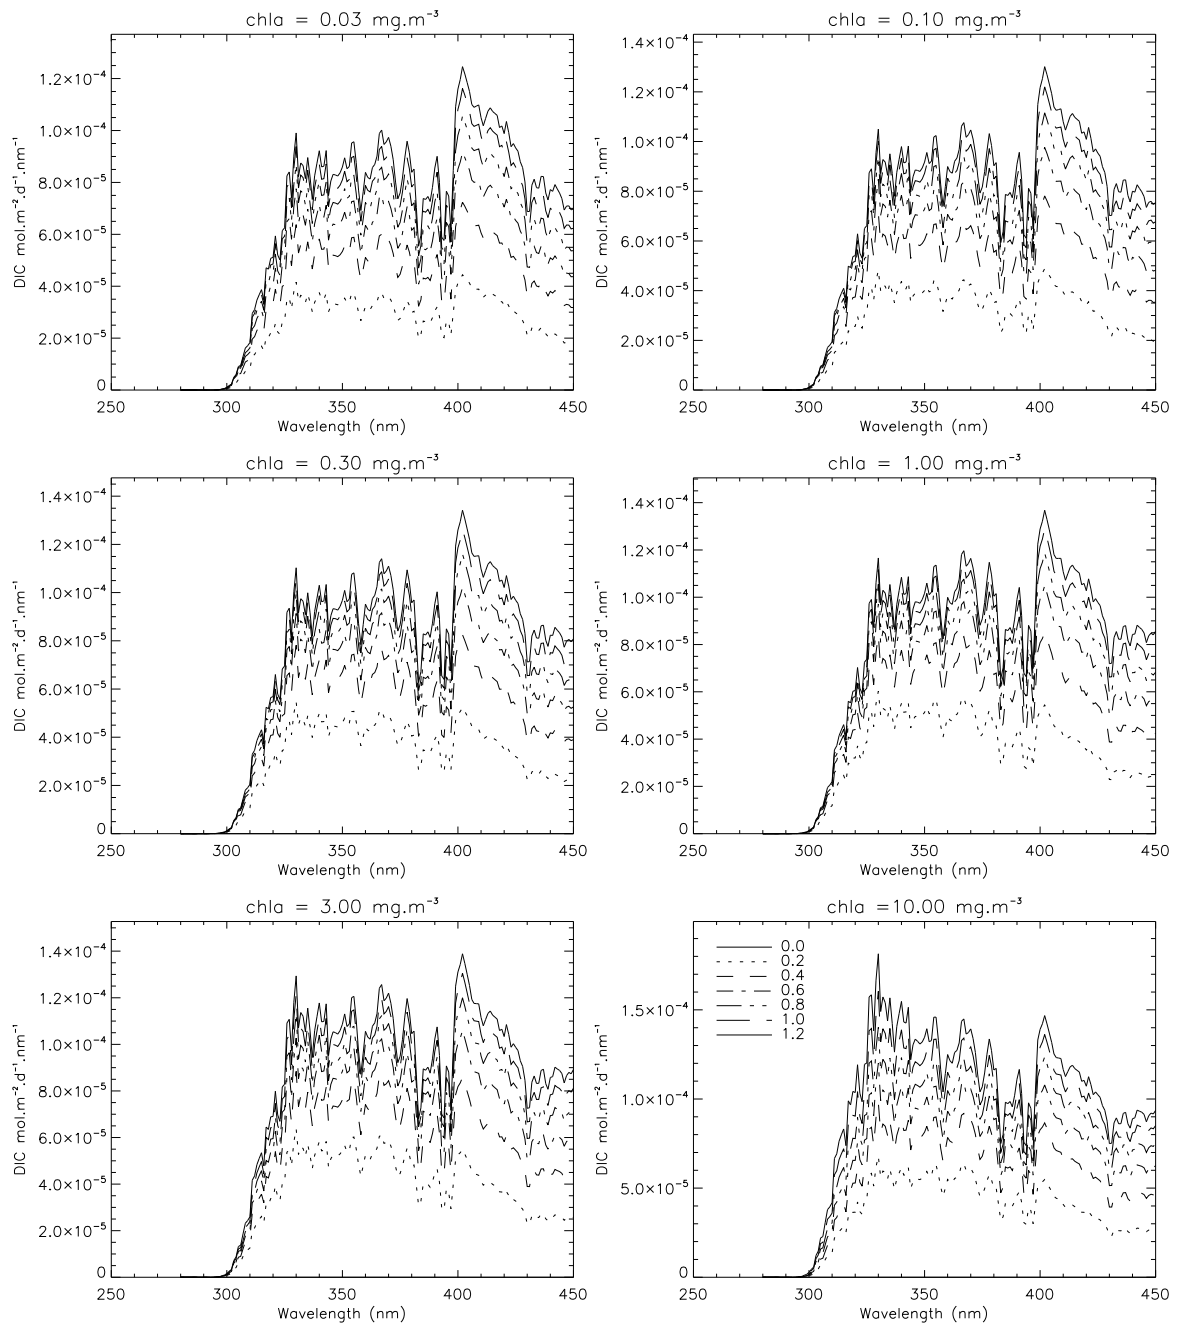 chla = 0.03 mg.m⁻³
1.2×10⁻⁴
1.0×10⁻⁴
8.0×10⁻⁵
6.0×10⁻⁵
4.0×10⁻⁵
2.0×10⁻⁵
0
DIC mol.m⁻².d⁻¹.nm⁻¹
250 300 350 400 450
Wavelength (nm)
chla = 0.10 mg.m⁻³
1.4×10⁻⁴
1.2×10⁻⁴
1.0×10⁻⁴
8.0×10⁻⁵
6.0×10⁻⁵
4.0×10⁻⁵
2.0×10⁻⁵
0
DIC mol.m⁻².d⁻¹.nm⁻¹
250 300 350 400 450
Wavelength (nm)
chla = 0.30 mg.m⁻³
1.4×10⁻⁴
1.2×10⁻⁴
1.0×10⁻⁴
8.0×10⁻⁵
6.0×10⁻⁵
4.0×10⁻⁵
2.0×10⁻⁵
0
DIC mol.m⁻².d⁻¹.nm⁻¹
250 300 350 400 450
Wavelength (nm)
chla = 1.00 mg.m⁻³
1.4×10⁻⁴
1.2×10⁻⁴
1.0×10⁻⁴
8.0×10⁻⁵
6.0×10⁻⁵
4.0×10⁻⁵
2.0×10⁻⁵
0
DIC mol.m⁻².d⁻¹.nm⁻¹
250 300 350 400 450
Wavelength (nm)
chla = 3.00 mg.m⁻³
1.4×10⁻⁴
1.2×10⁻⁴
1.0×10⁻⁴
8.0×10⁻⁵
6.0×10⁻⁵
4.0×10⁻⁵
2.0×10⁻⁵
0
DIC mol.m⁻².d⁻¹.nm⁻¹
250 300 350 400 450
Wavelength (nm)
chla =10.00 mg.m⁻³
0.0
0.2
0.4
0.6
0.8
1.0
1.2
1.5×10⁻⁴
1.0×10⁻⁴
5.0×10⁻⁵
0
DIC mol.m⁻².d⁻¹.nm⁻¹
250 300 350 400 450
Wavelength (nm)